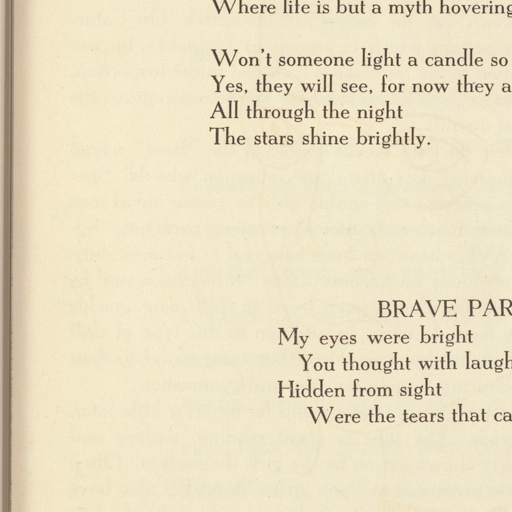 Where life is but a myth hovering
Won't someone light a candle so
Yes, they will see, for now they a
All through the night
The stars shine brightly.
BRAVE PAR
My eyes were bright
You thought with laugh
Hidden from sight
Were the tears that ca